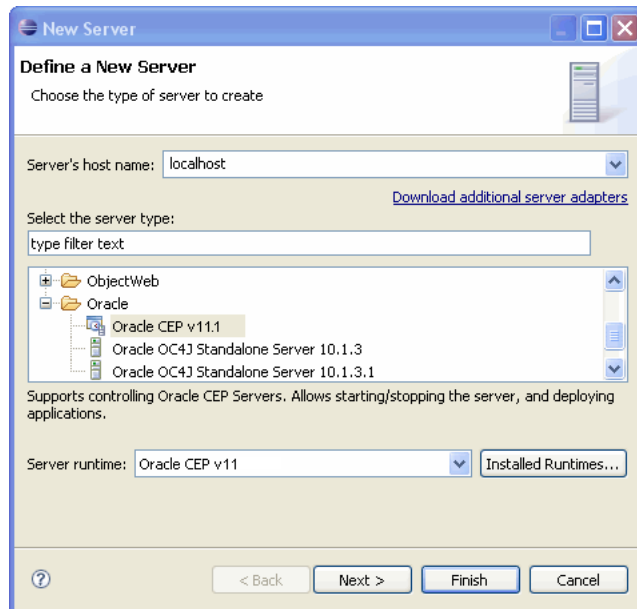 New Server
Define a New Server
Choose the type of server to create
Server's host name: localhost
Download additional server adapters
Select the server type:
type filter text
ObjectWeb
Oracle
Oracle CEP v11.1
Oracle OC4J Standalone Server 10.1.3
Oracle OC4J Standalone Server 10.1.3.1
Supports controlling Oracle CEP Servers. Allows starting/stopping the server, and deploying
applications.
Server runtime: Oracle CEP v11 Installed Runtimes...
< Back Next > Finish Cancel